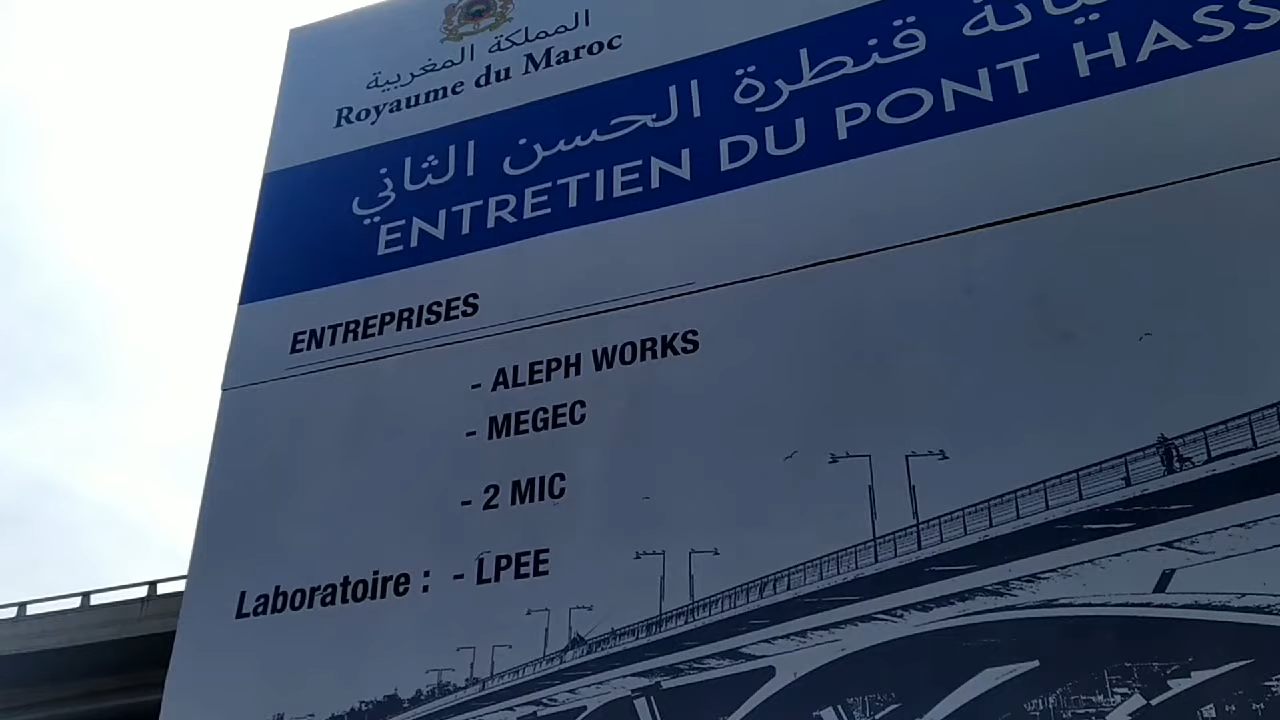 المملكة المغربية
Royaume du Maroc
قنطرة الحسن الثاني
ENTRETIEN DU PONT HASS
ENTREPRISES
- ALEPH WORKS
- MEGEC
- 2 MIC
Laboratoire : - LPEE